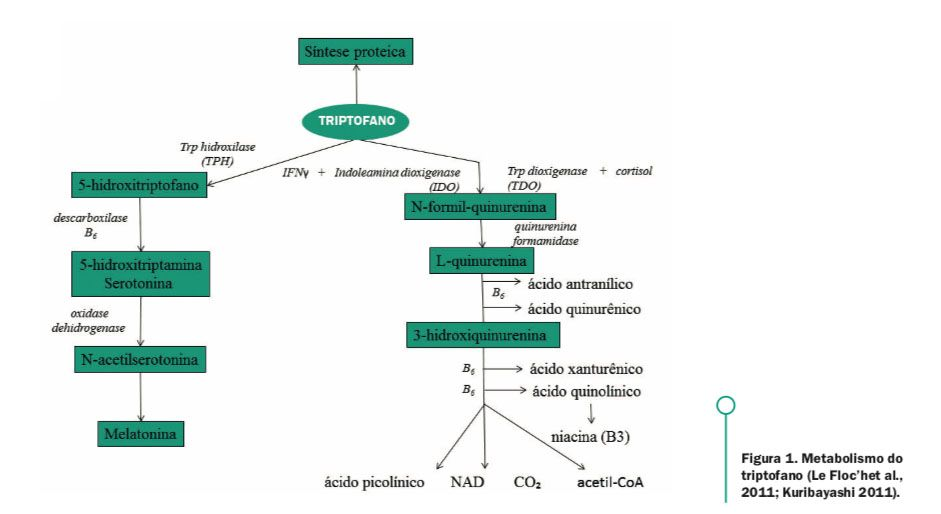 Síntese proteica
TRIPTOFANO
Trp hidroxilase
(TPH)
IFNγ + Indoleamina dioxigenase
(IDO)
Trp dioxigenase + cortisol
(TDO)
5-hidroxitriptofano
N-formil-quinurenina
descarboxilase
B₆
quinurenina
formamidase
5-hidroxitriptamina
Serotonina
L-quinurenina
B₆
ácido antranílico
ácido quinurênico
oxidase
dehidrogenase
3-hidroxiquinurenina
N-acetilserotonina
B₆
ácido xanturênico
B₆
ácido quinolínico
Melatonina
niacina (B3)
ácido picolínico
NAD
CO₂
acetil-CoA
Figura 1. Metabolismo do
triptofano (Le Floc'het al.,
2011; Kuribayashi 2011).